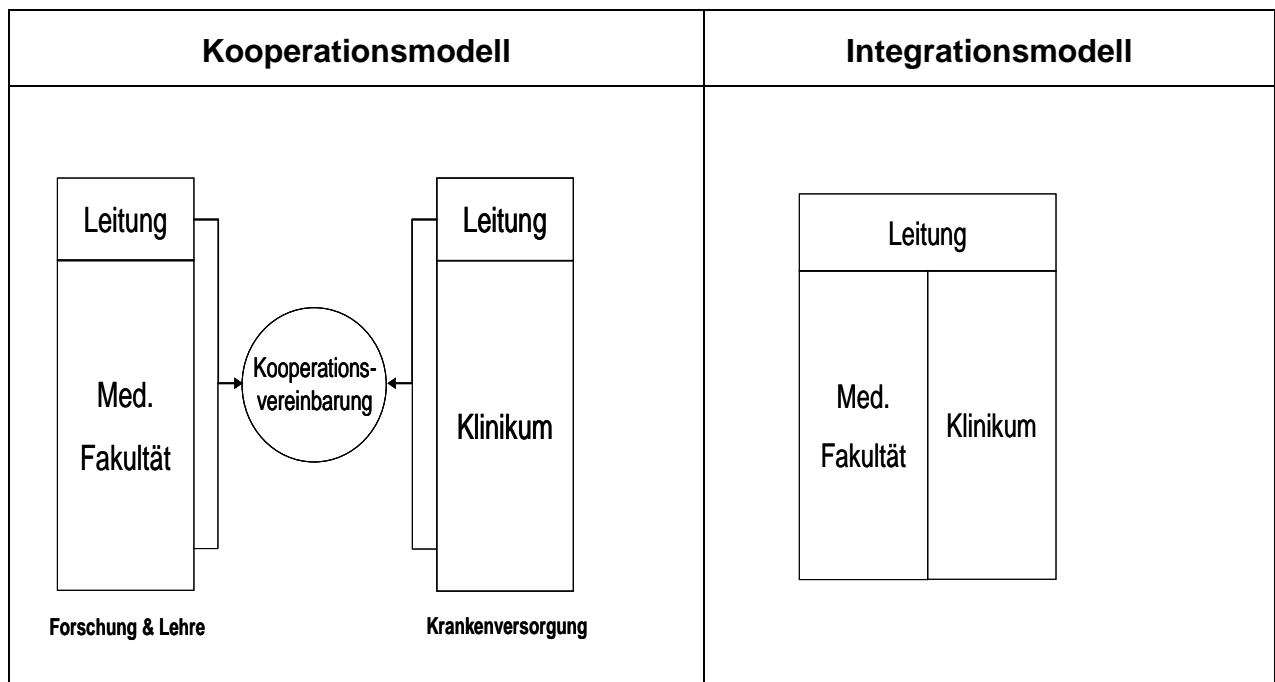 Kooperationsmodell
Integrationsmodell
Leitung
Med.
Fakultät
Forschung & Lehre
Kooperations-
vereinbarung
Leitung
Klinikum
Krankenversorgung
Leitung
Med.
Fakultät
Klinikum